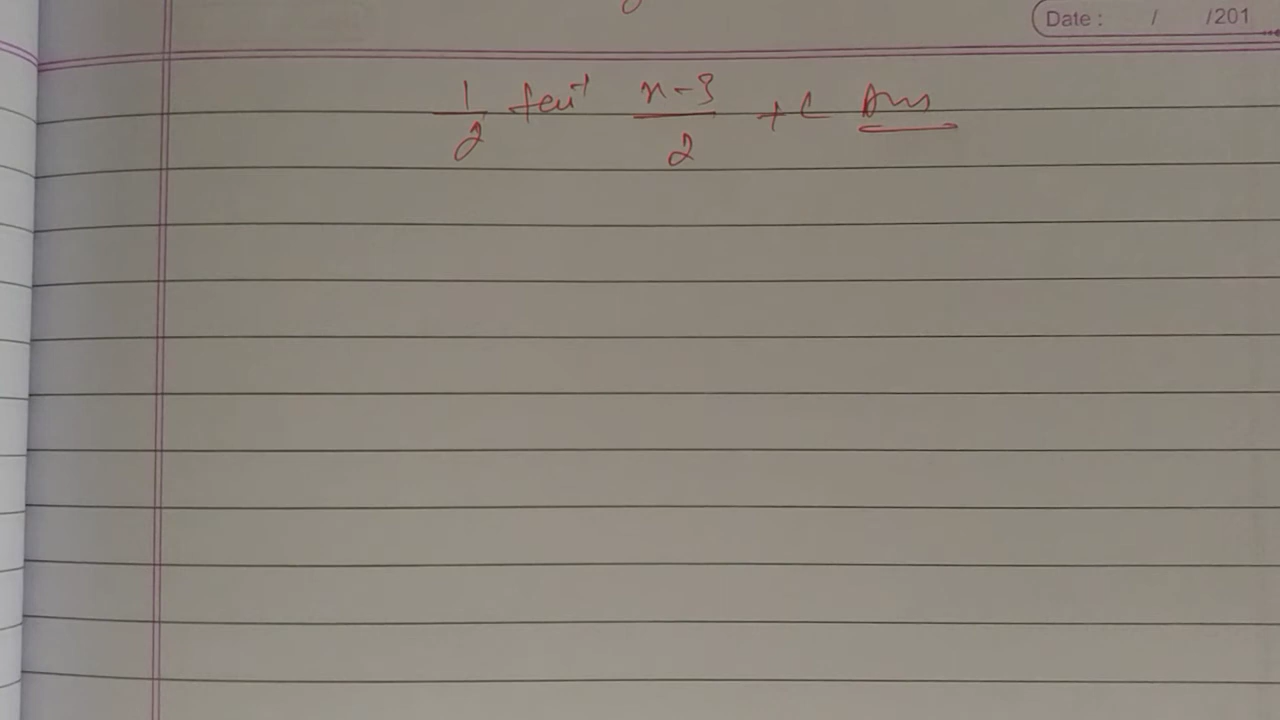 Date : / /201
1/2 tan⁻¹ x-3/2 + C Ans